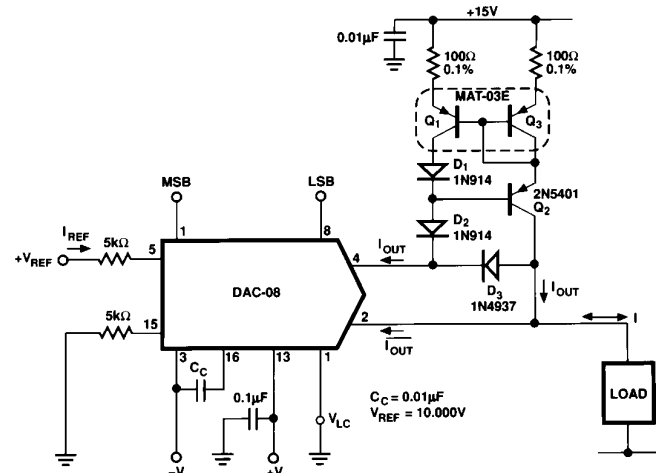 +15V
0.01µF
100Ω
0.1%
100Ω
0.1%
MAT-03E
Q1
Q3
D1
1N914
2N5401
Q2
MSB
LSB
D2
1N914
IREF
5kΩ
+VREF
5
1
8
4
IOUT
D3
1N4937
IOUT
DAC-08
5kΩ
15
2
IOUT
I
3
16
13
1
CC
0.1µF
VLC
CC = 0.01µF
VREF = 10.000V
LOAD
–V
+V